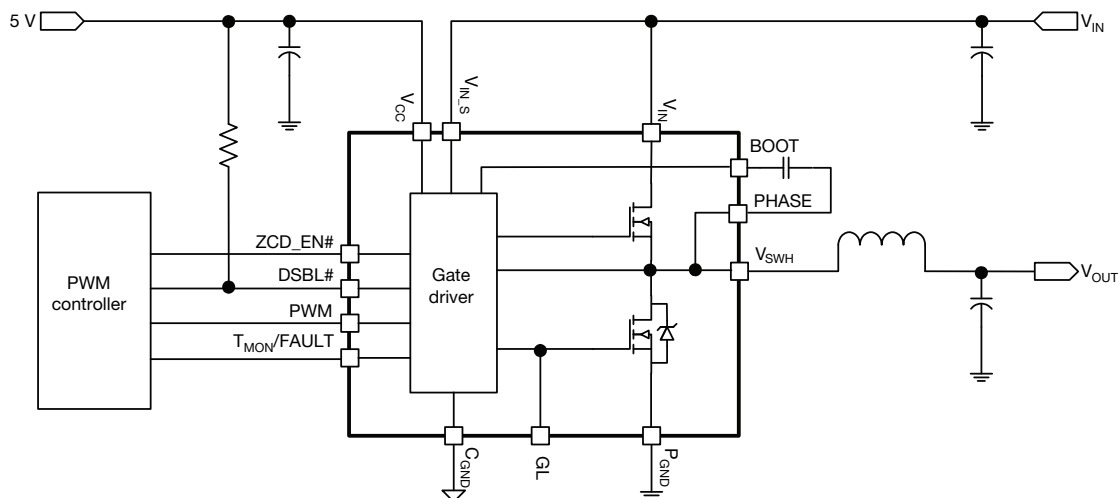 5 V
V_IN
V_CC
V_IN_S
V_IN
BOOT
PHASE
V_SWH
V_OUT
PWM
controller
ZCD_EN#
DSBL#
PWM
T_MON/FAULT
Gate
driver
C_GND
GL
P_GND